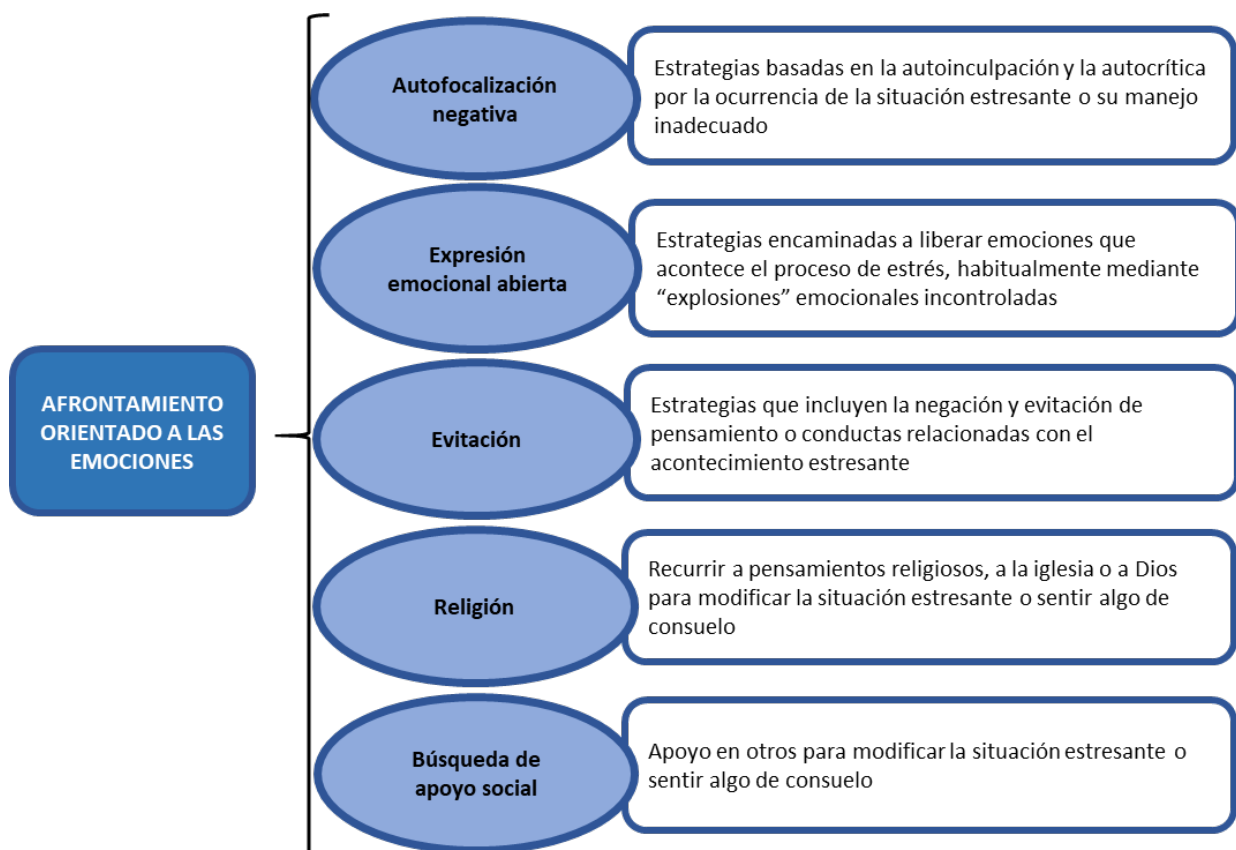 AFRONTAMIENTO
ORIENTADO A LAS
EMOCIONES
Autofocalización
negativa
Estrategias basadas en la autoinculpación y la autocrítica
por la ocurrencia de la situación estresante o su manejo
inadecuado
Expresión
emocional abierta
Estrategias encaminadas a liberar emociones que
acontece el proceso de estrés, habitualmente mediante
“explosiones” emocionales incontroladas
Evitación
Estrategias que incluyen la negación y evitación de
pensamiento o conductas relacionadas con el
acontecimiento estresante
Religión
Recurrir a pensamientos religiosos, a la iglesia o a Dios
para modificar la situación estresante o sentir algo de
consuelo
Búsqueda de
apoyo social
Apoyo en otros para modificar la situación estresante o
sentir algo de consuelo